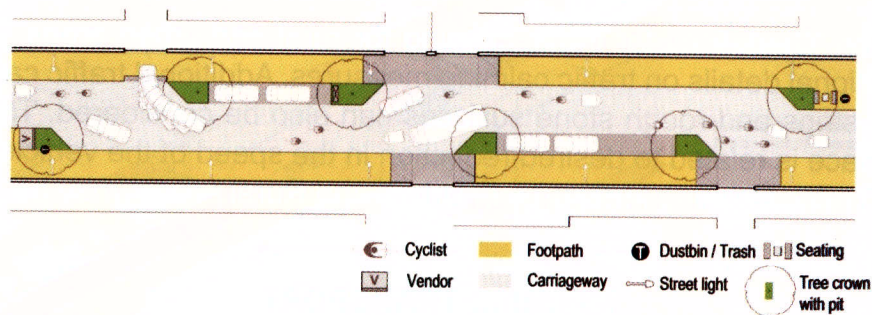 V
T
Cyclist
Footpath
T
Dustbin / Trash
Seating
V
Vendor
Carriageway
Street light
Tree crown
with pit